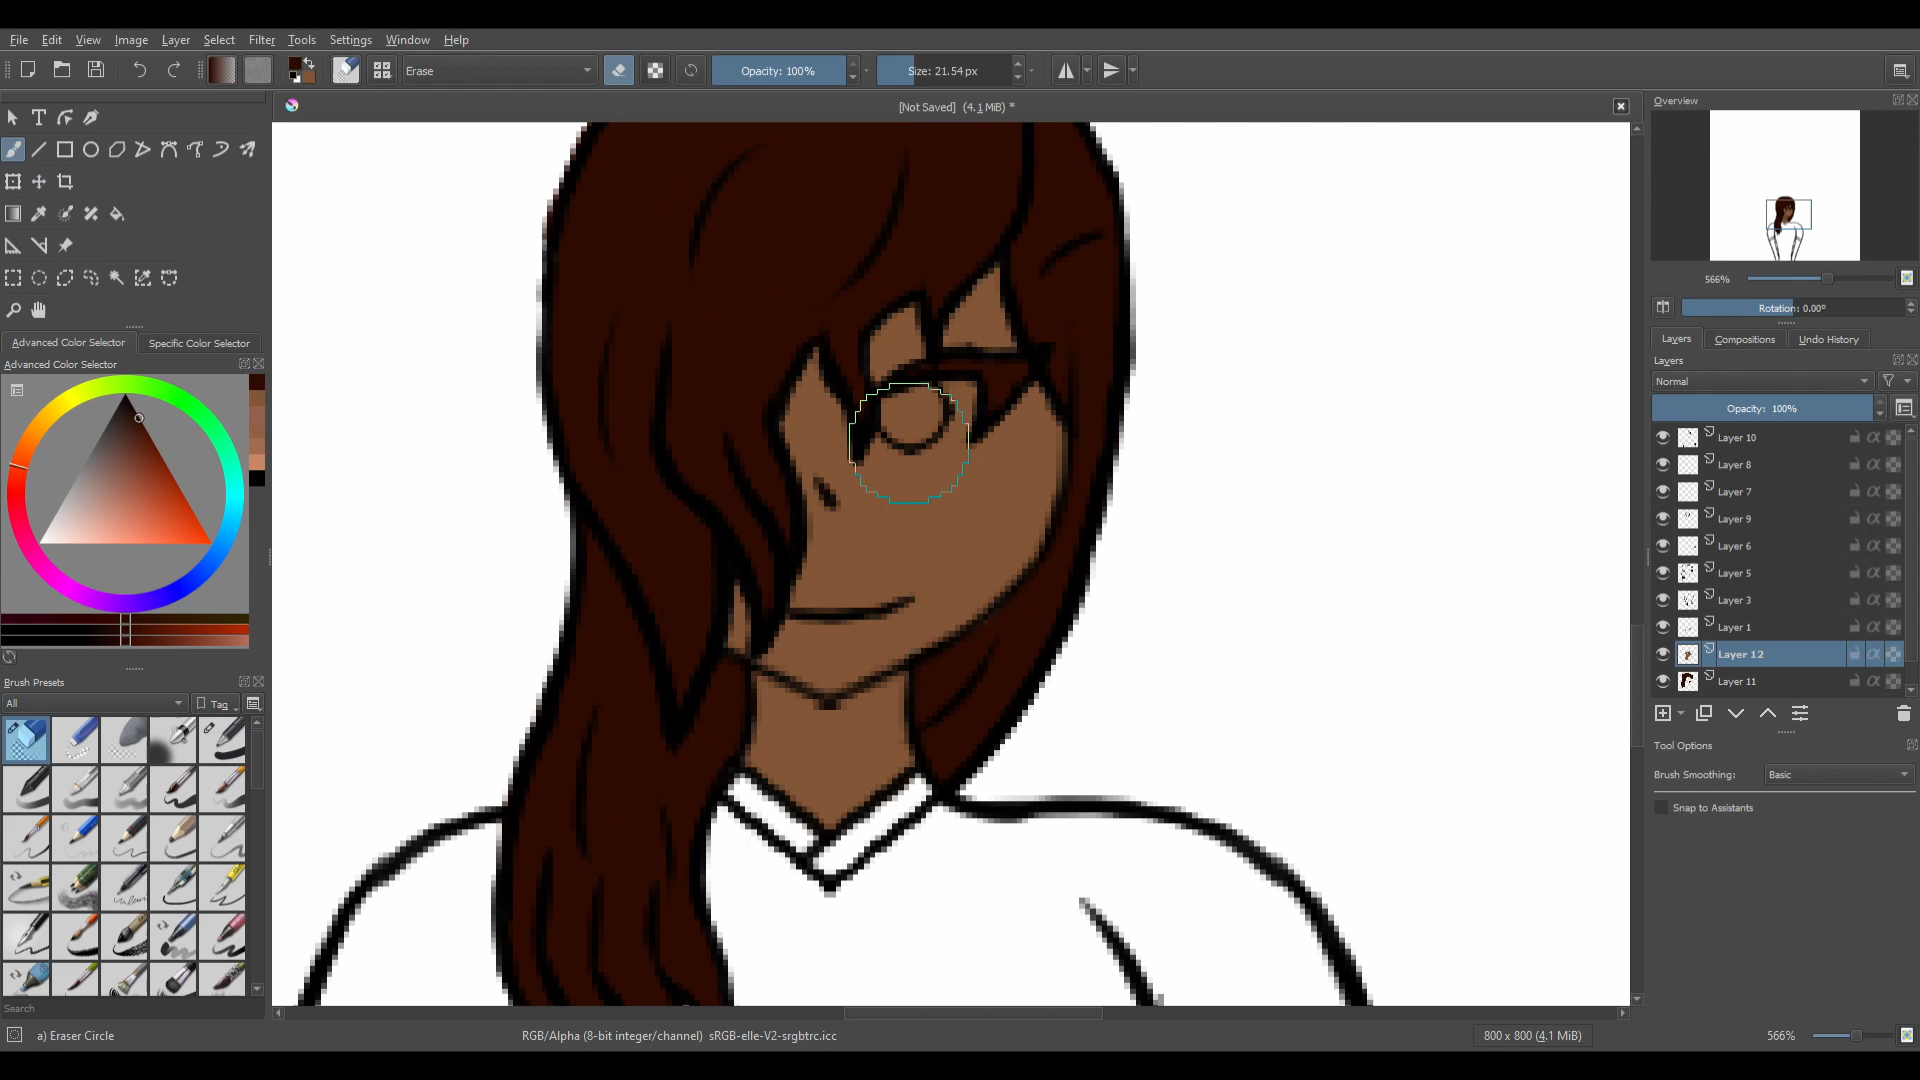 File Edit View Image Layer Select Filter Tools Settings Window Help
Erase Opacity: 100% Size: 21.54 px
[Not Saved] (4.1 MiB) *
Overview
566%
Rotation: 0.00°
Advanced Color Selector Specific Color Selector
Advanced Color Selector
Layers Compositions Undo History
Layers
Normal
Opacity: 100%
Layer 10
Layer 8
Layer 7
Layer 9
Layer 6
Layer 5
Layer 3
Layer 1
Layer 12
Layer 11
Brush Presets
All Tag
Tool Options
Brush Smoothing: Basic
Snap to Assistants
Search
a) Eraser Circle RGB/Alpha (8-bit integer/channel) sRGB-elle-V2-srgbtrc.icc 800 x 800 (4.1 MiB) 566%